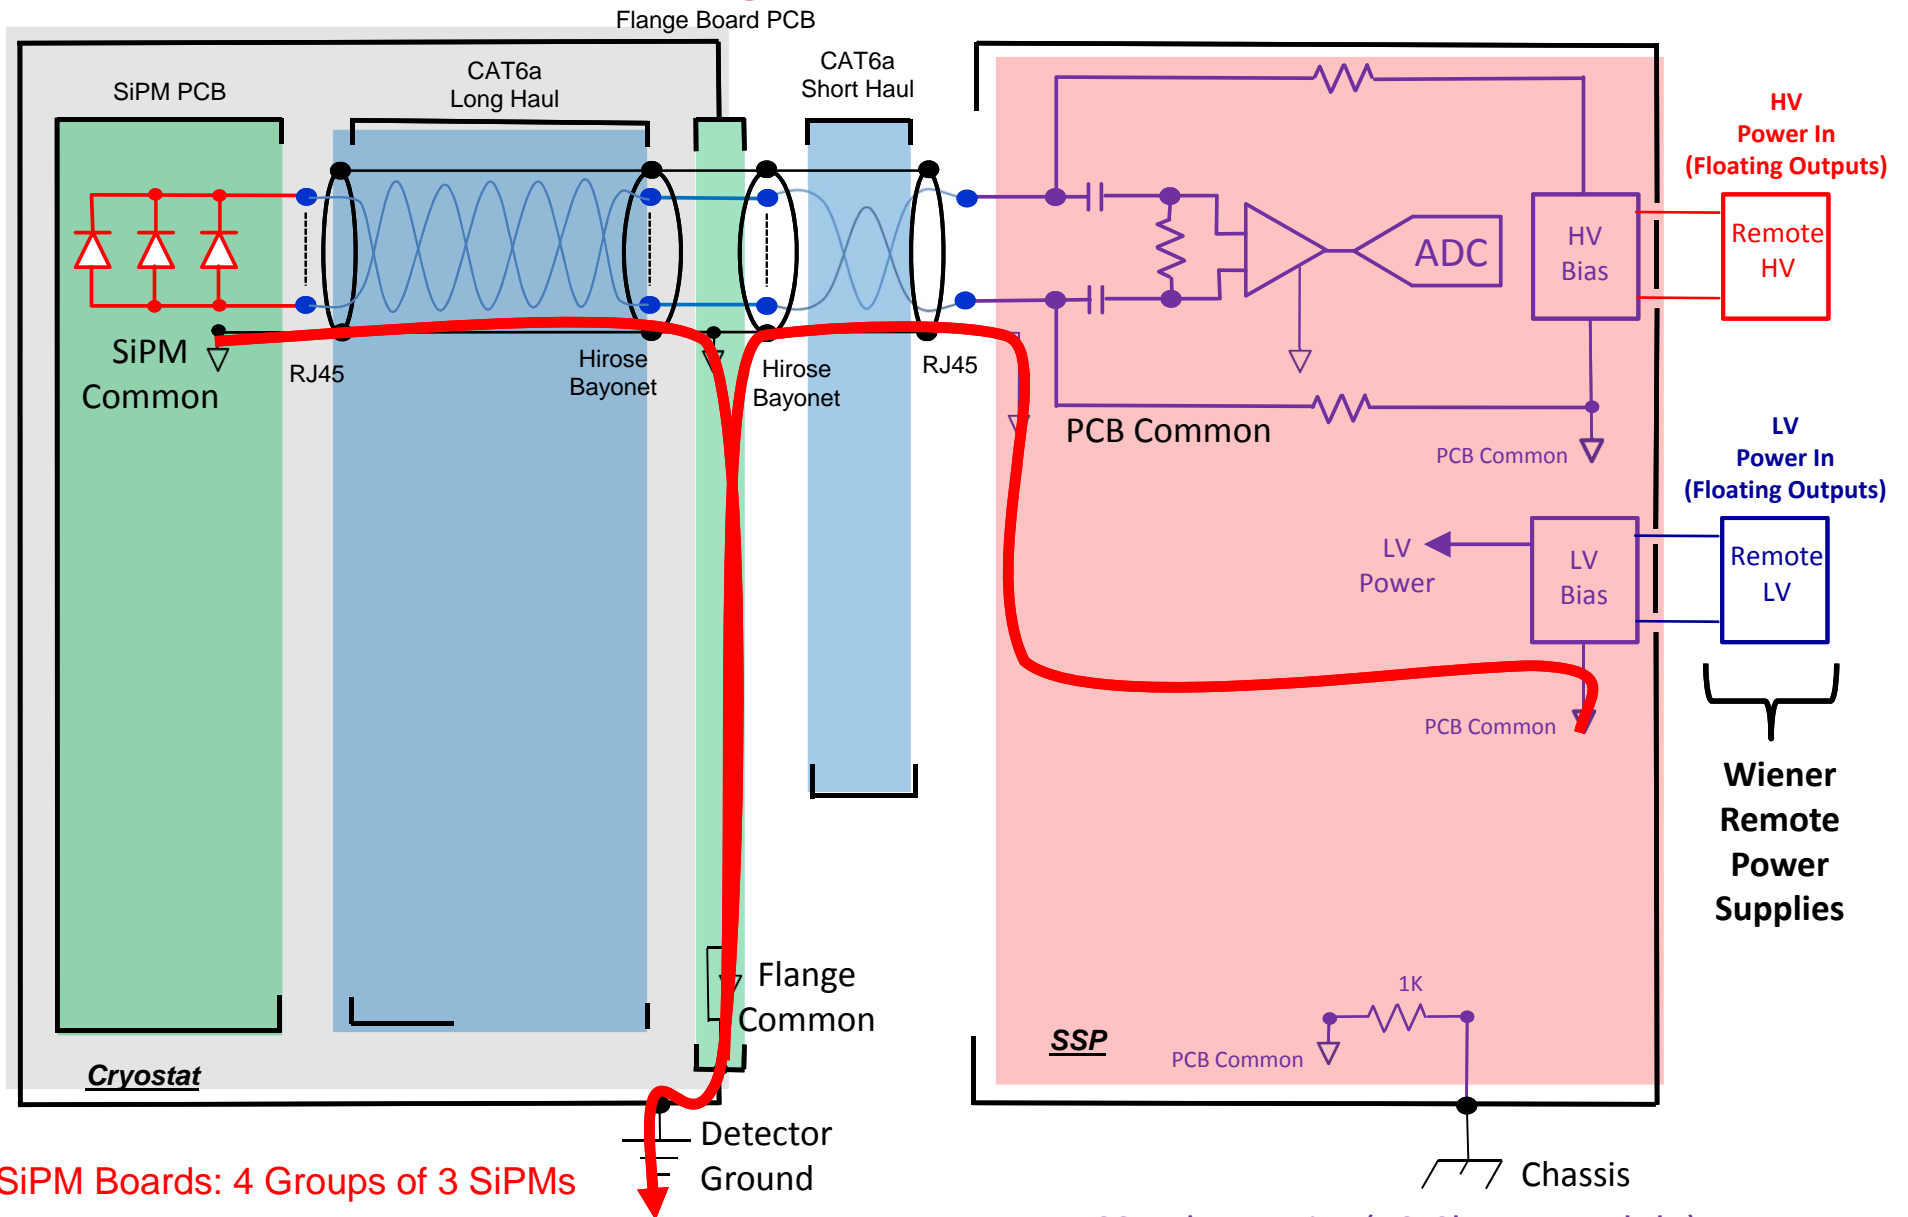 Flange Board PCB
SiPM PCB
CAT6a
Long Haul
CAT6a
Short Haul
HV
Power In
(Floating Outputs)
Remote
HV
HV
Bias
ADC
SiPM
Common
RJ45
Hirose
Bayonet
Hirose
Bayonet
RJ45
PCB Common
PCB Common
LV
Power In
(Floating Outputs)
Remote
LV
LV
Bias
LV
Power
PCB Common
Wiener
Remote
Power
Supplies
Flange
Common
1K
PCB Common
SSP
Cryostat
Detector
Ground
Chassis
SiPM Boards: 4 Groups of 3 SiPMs